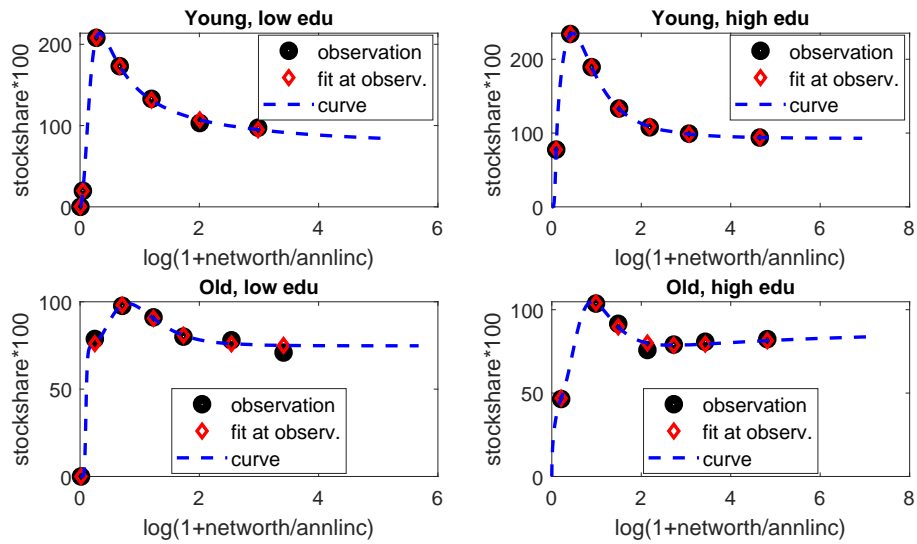 Young, low edu
stockshare*100
200
100
0
observation
fit at observ.
curve
0
2
4
6
log(1+networth/annlinc)
Young, high edu
stockshare*100
200
100
0
observation
fit at observ.
curve
0
2
4
6
8
log(1+networth/annlinc)
Old, low edu
stockshare*100
100
50
0
observation
fit at observ.
curve
0
2
4
6
log(1+networth/annlinc)
Old, high edu
stockshare*100
100
50
0
observation
fit at observ.
curve
0
2
4
6
8
log(1+networth/annlinc)